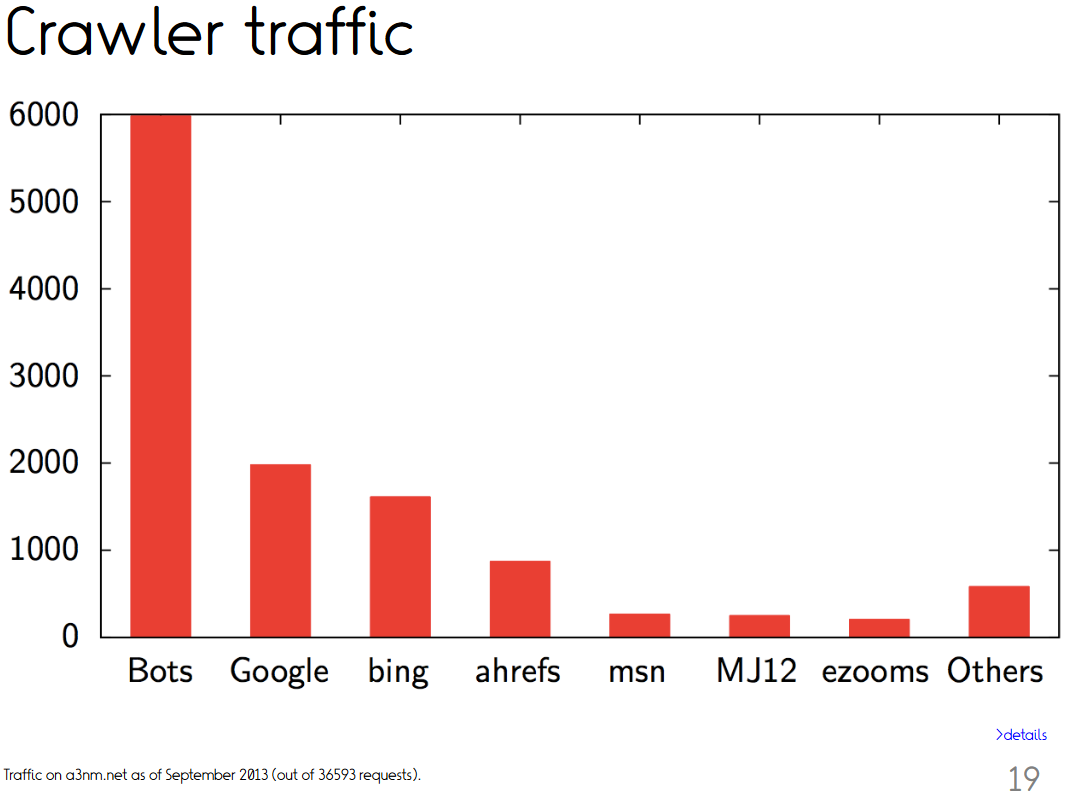 Crawler traffic
6000
5000
4000
3000
2000
1000
0
Bots Google bing ahrefs msn MJ12 ezooms Others
>details
Traffic on a3nm.net as of September 2013 (out of 36593 requests).
19